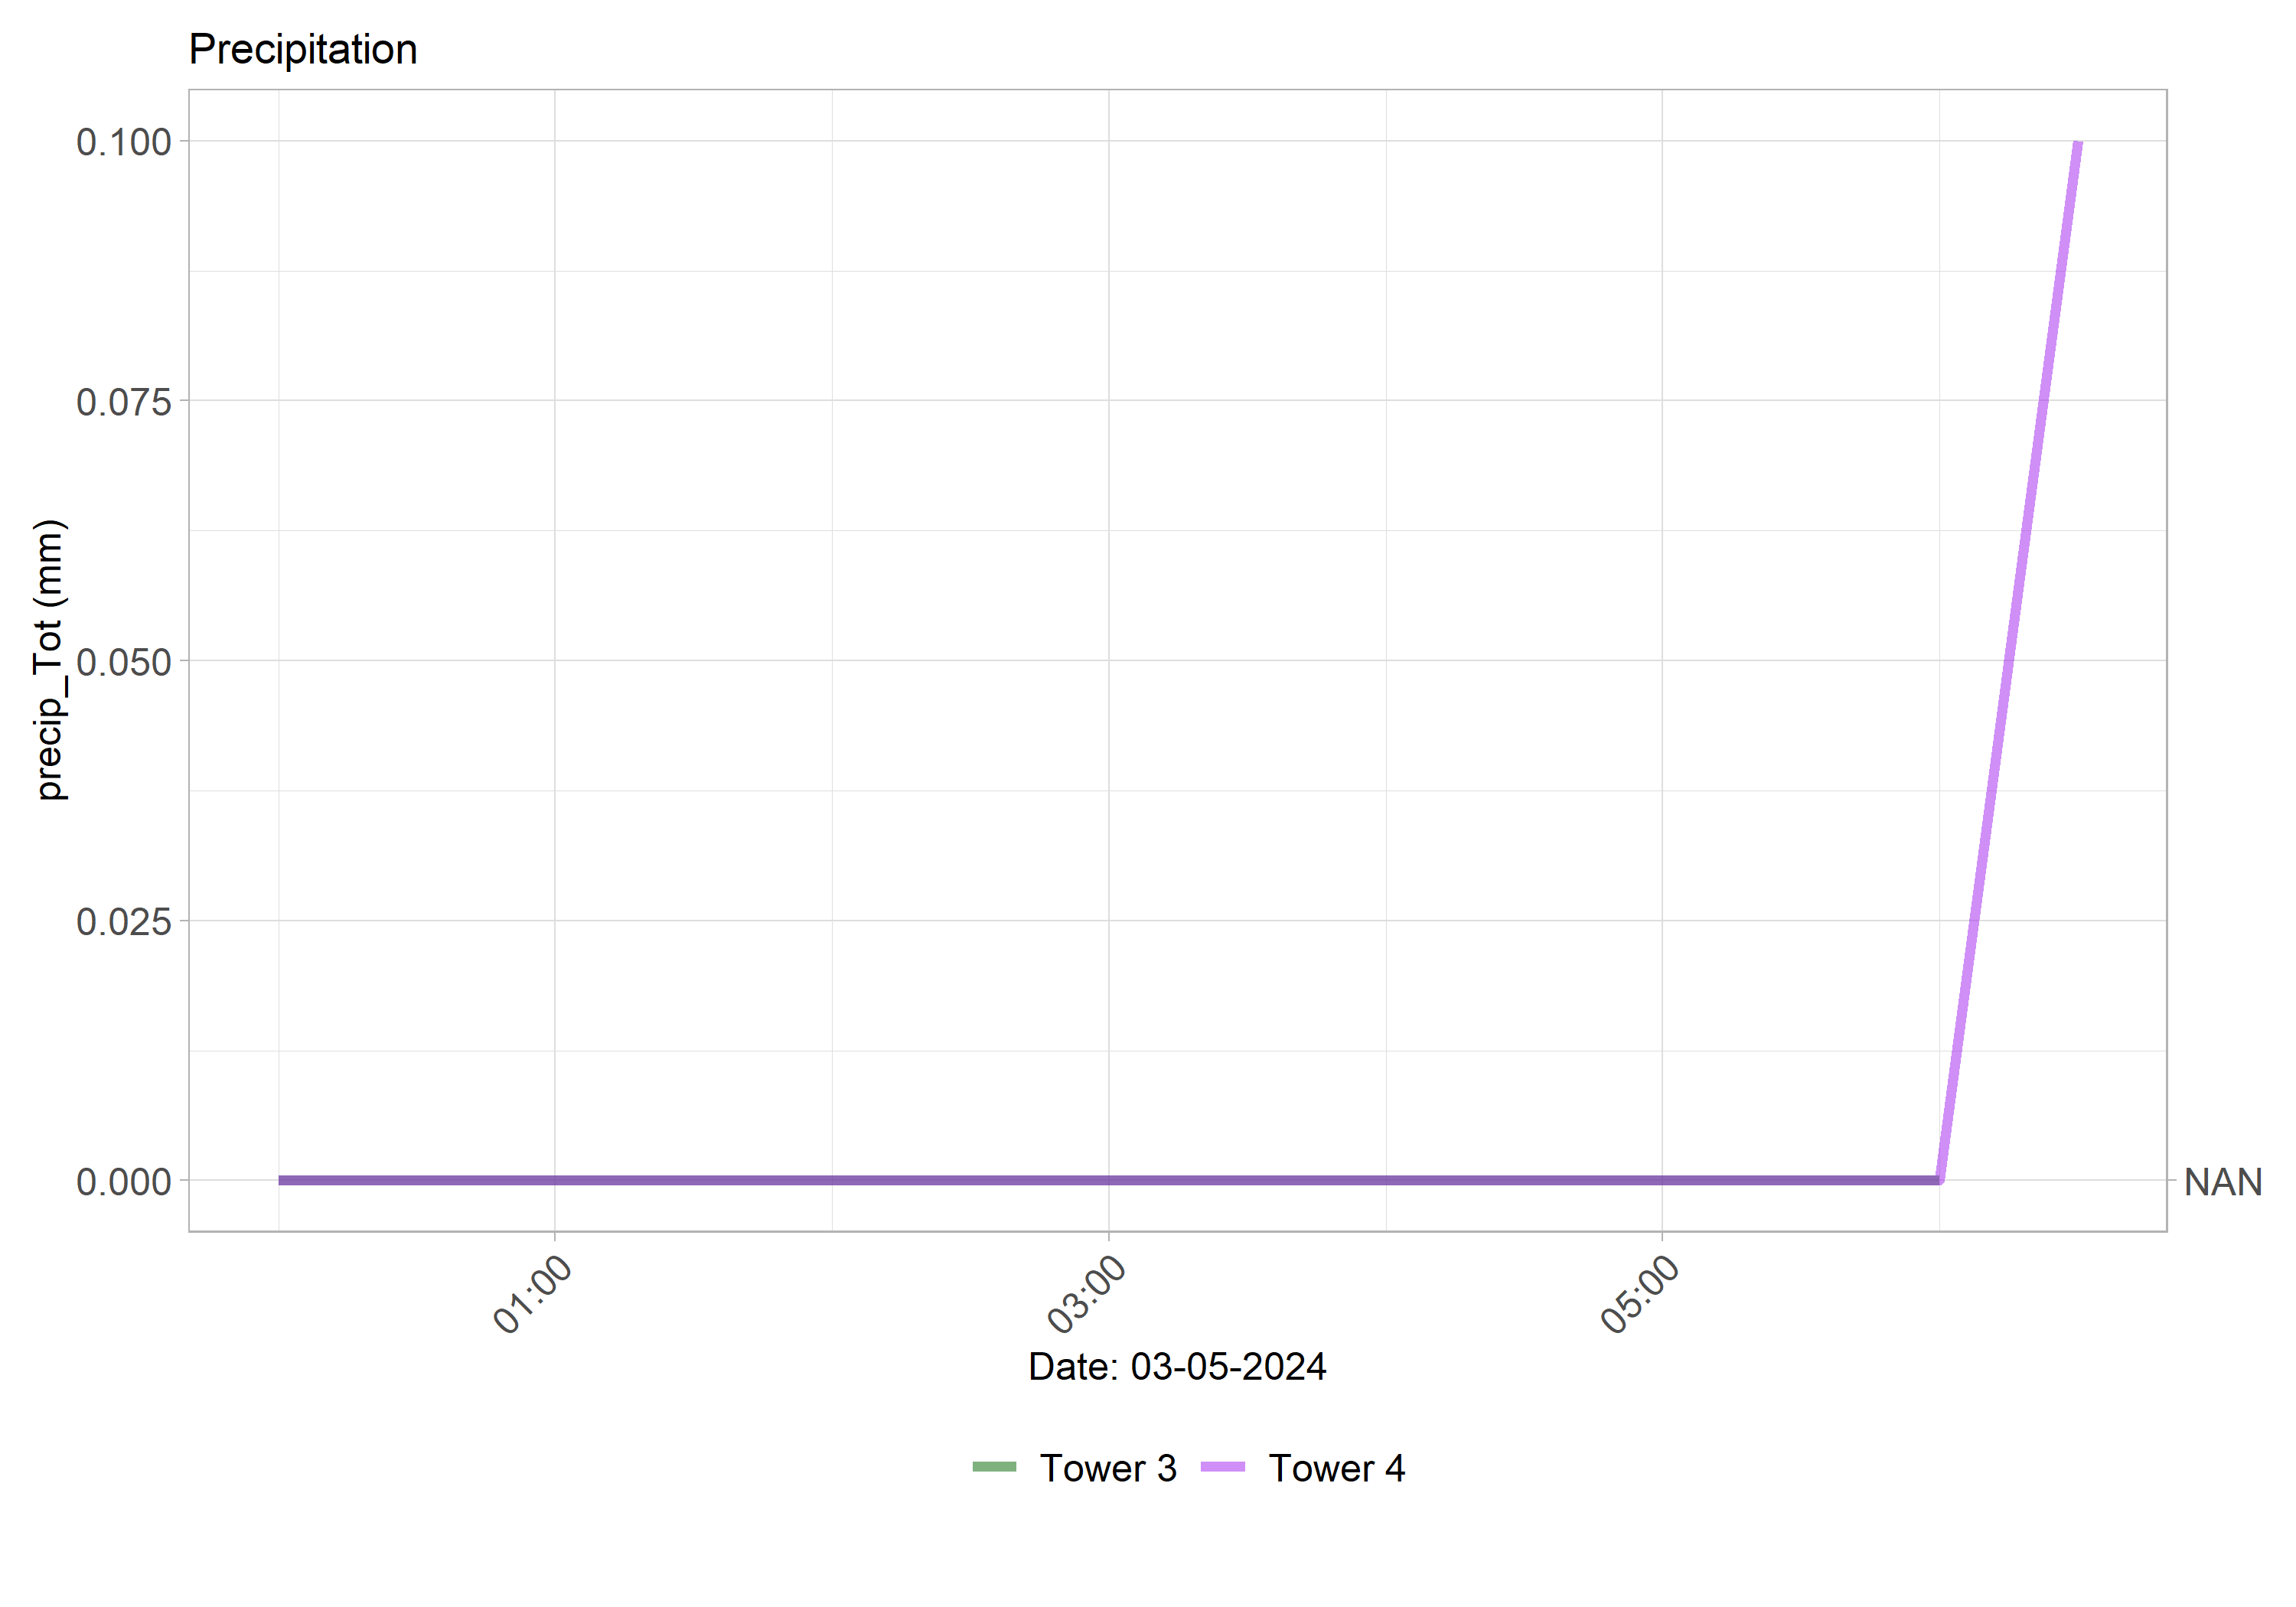 Precipitation
precip_Tot (mm)
0.100
0.075
0.050
0.025
0.000
NAN
01:00
03:00
05:00
Date: 03-05-2024
Tower 3
Tower 4